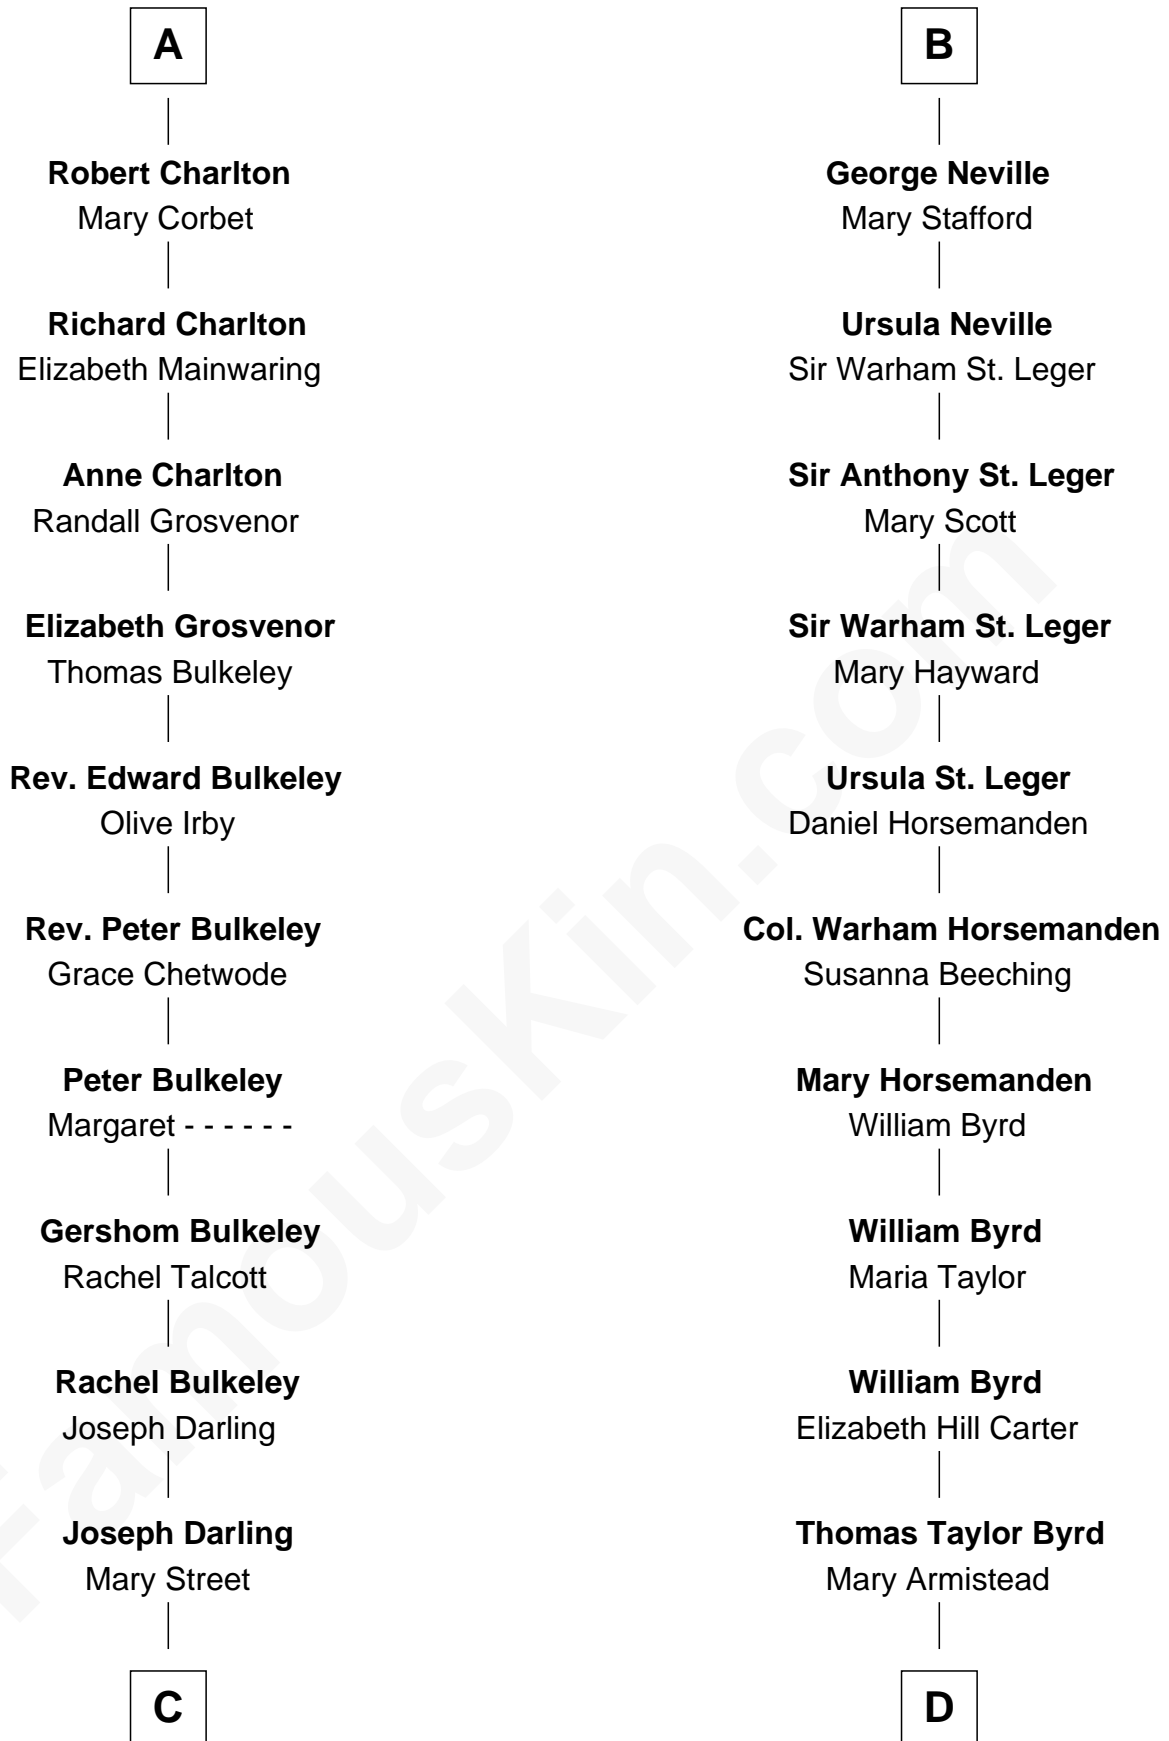 A
Robert Charlton
Mary Corbet
Richard Charlton
Elizabeth Mainwaring
Anne Charlton
Randall Grosvenor
Elizabeth Grosvenor
Thomas Bulkeley
Rev. Edward Bulkeley
Olive Irby
Rev. Peter Bulkeley
Grace Chetwode
Peter Bulkeley
Margaret - - - - - -
Gershom Bulkeley
Rachel Talcott
Rachel Bulkeley
Joseph Darling
Joseph Darling
Mary Street
C
B
George Neville
Mary Stafford
Ursula Neville
Sir Warham St. Leger
Sir Anthony St. Leger
Mary Scott
Sir Warham St. Leger
Mary Hayward
Ursula St. Leger
Daniel Horsemanden
Col. Warham Horsemanden
Susanna Beeching
Mary Horsemanden
William Byrd
William Byrd
Maria Taylor
William Byrd
Elizabeth Hill Carter
Thomas Taylor Byrd
Mary Armistead
D
FamousKin.com